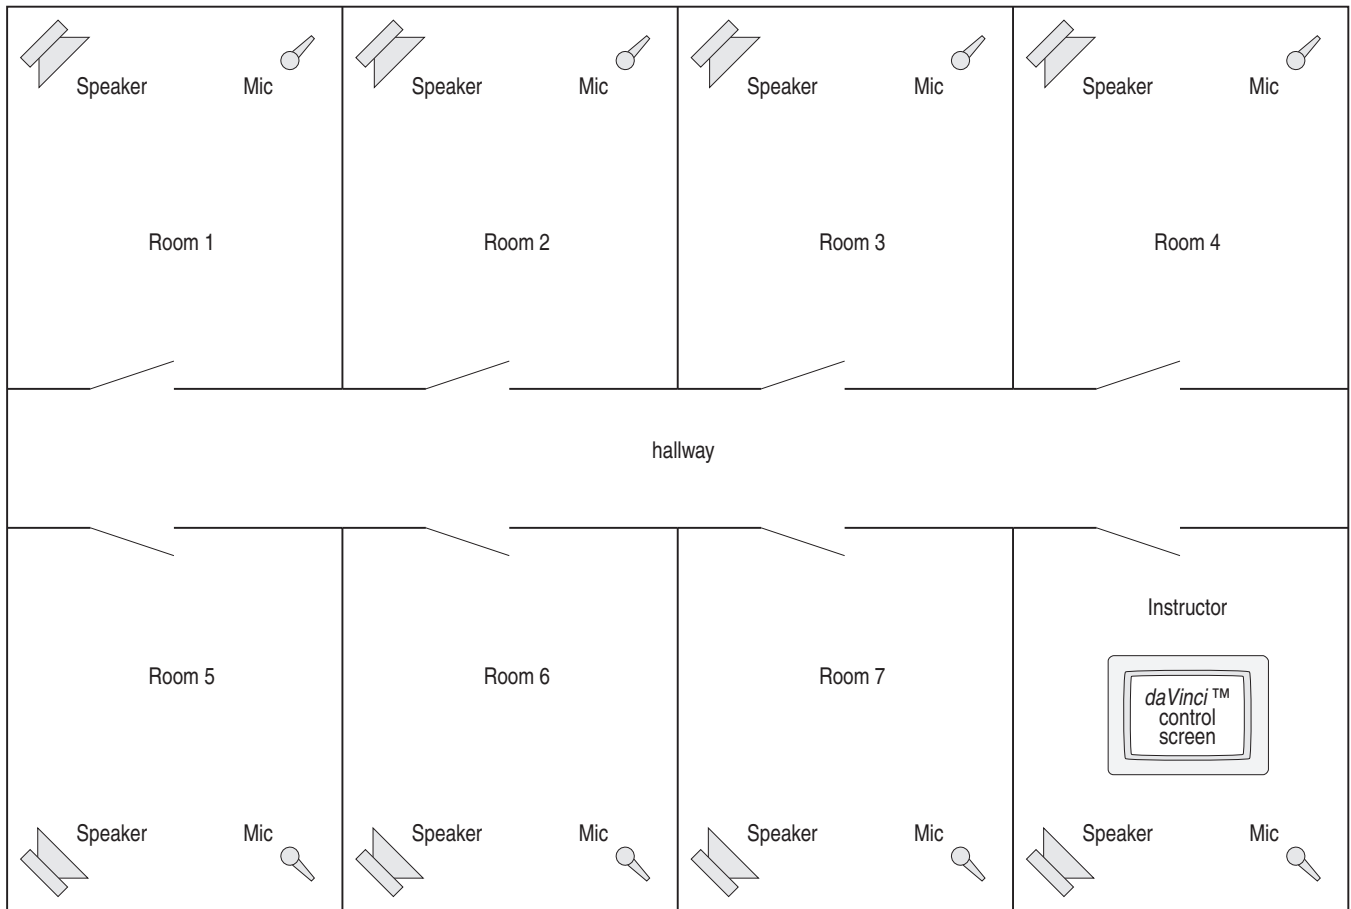 Speaker Mic Speaker Mic Speaker Mic Speaker Mic
Room 1 Room 2 Room 3 Room 4
hallway
Instructor
Room 5 Room 6 Room 7
daVinci™
control
screen
Speaker Mic Speaker Mic Speaker Mic Speaker Mic